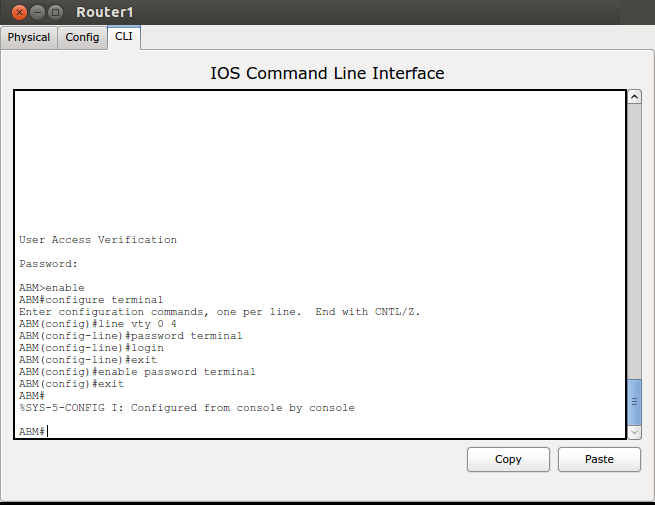 Router1
Physical Config CLI
IOS Command Line Interface
User Access Verification
Password:
ABM>enable
ABM#configure terminal
Enter configuration commands, one per line.  End with CNTL/Z.
ABM(config)#line vty 0 4
ABM(config-line)#password terminal
ABM(config-line)#login
ABM(config-line)#exit
ABM(config)#enable password terminal
ABM(config)#exit
ABM#
%SYS-5-CONFIG I: Configured from console by console
ABM#
Copy Paste